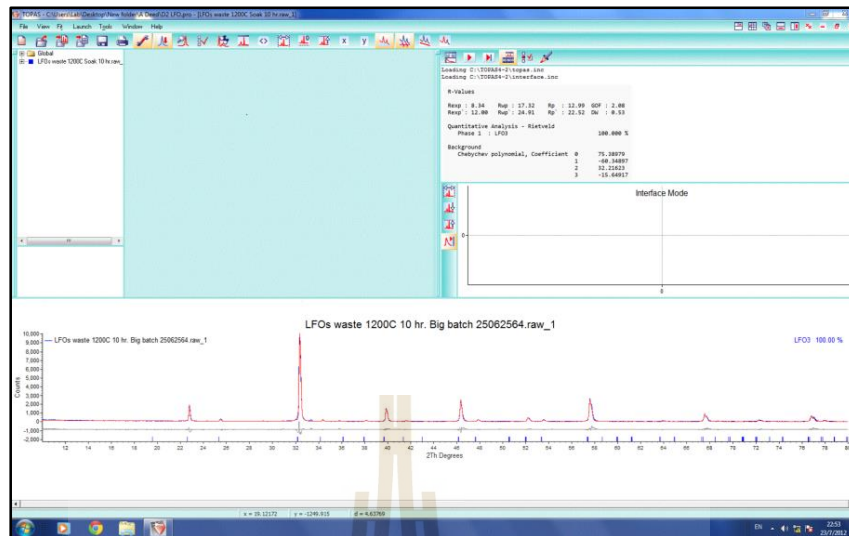 TOPAS - C:\Users\Lab\Desktop\New folder\A Deed\D2 LFO.pro - [LFOs waste 1200C Soak 10 hr.raw_1]
File View Fit Launch Tools Window Help
Global
LFOs waste 1200C Soak 10 hr.raw_
Loading C:\TOPAS4-2\topas.inc
Loading C:\TOPAS4-2\interface.inc
R-Values
Rexp : 8.34 Rwp : 17.32 Rp : 12.99 GOF : 2.08
Rexp`: 12.00 Rwp`: 24.91 Rp` : 22.52 DW : 0.53
Quantitative Analysis - Rietveld
Phase 1 : LFO3 100.000 %
Background
Chebychev polynomial, Coefficient 0 75.38979
1 -60.34897
2 32.21623
3 -15.64917
Interface Mode
0
0
LFOs waste 1200C 10 hr. Big batch 25062564.raw_1
LFOs waste 1200C 10 hr. Big batch 25062564.raw_1
LFO3 100.00 %
Counts
10,000
9,000
8,000
7,000
6,000
5,000
4,000
3,000
2,000
1,000
0
-1,000
-2,000
12 14 16 18 20 22 24 26 28 30 32 34 36 38 40 42 44 46 48 50 52 54 56 58 60 62 64 66 68 70 72 74 76 78 80
2Th Degrees
x = 19.12172 y = -1249.915 d = 4.63769
EN
22:53
23/7/2012